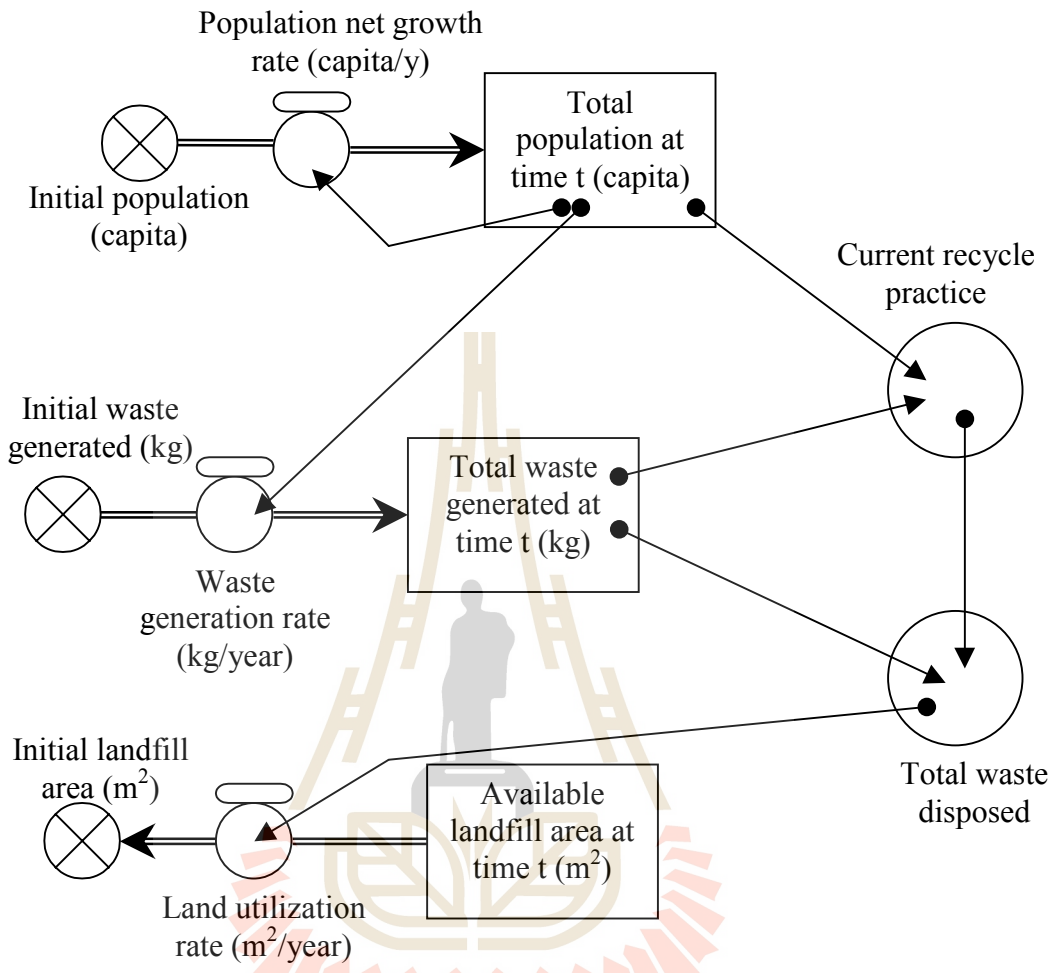 Population net growth
rate (capita/y)
Total
population at
time t (capita)
Initial population
(capita)
Current recycle
practice
Initial waste
generated (kg)
Total waste
generated at
time t (kg)
Waste
generation rate
(kg/year)
Initial landfill
area (m²)
Available
landfill area at
time t (m²)
Total waste
disposed
Land utilization
rate (m²/year)